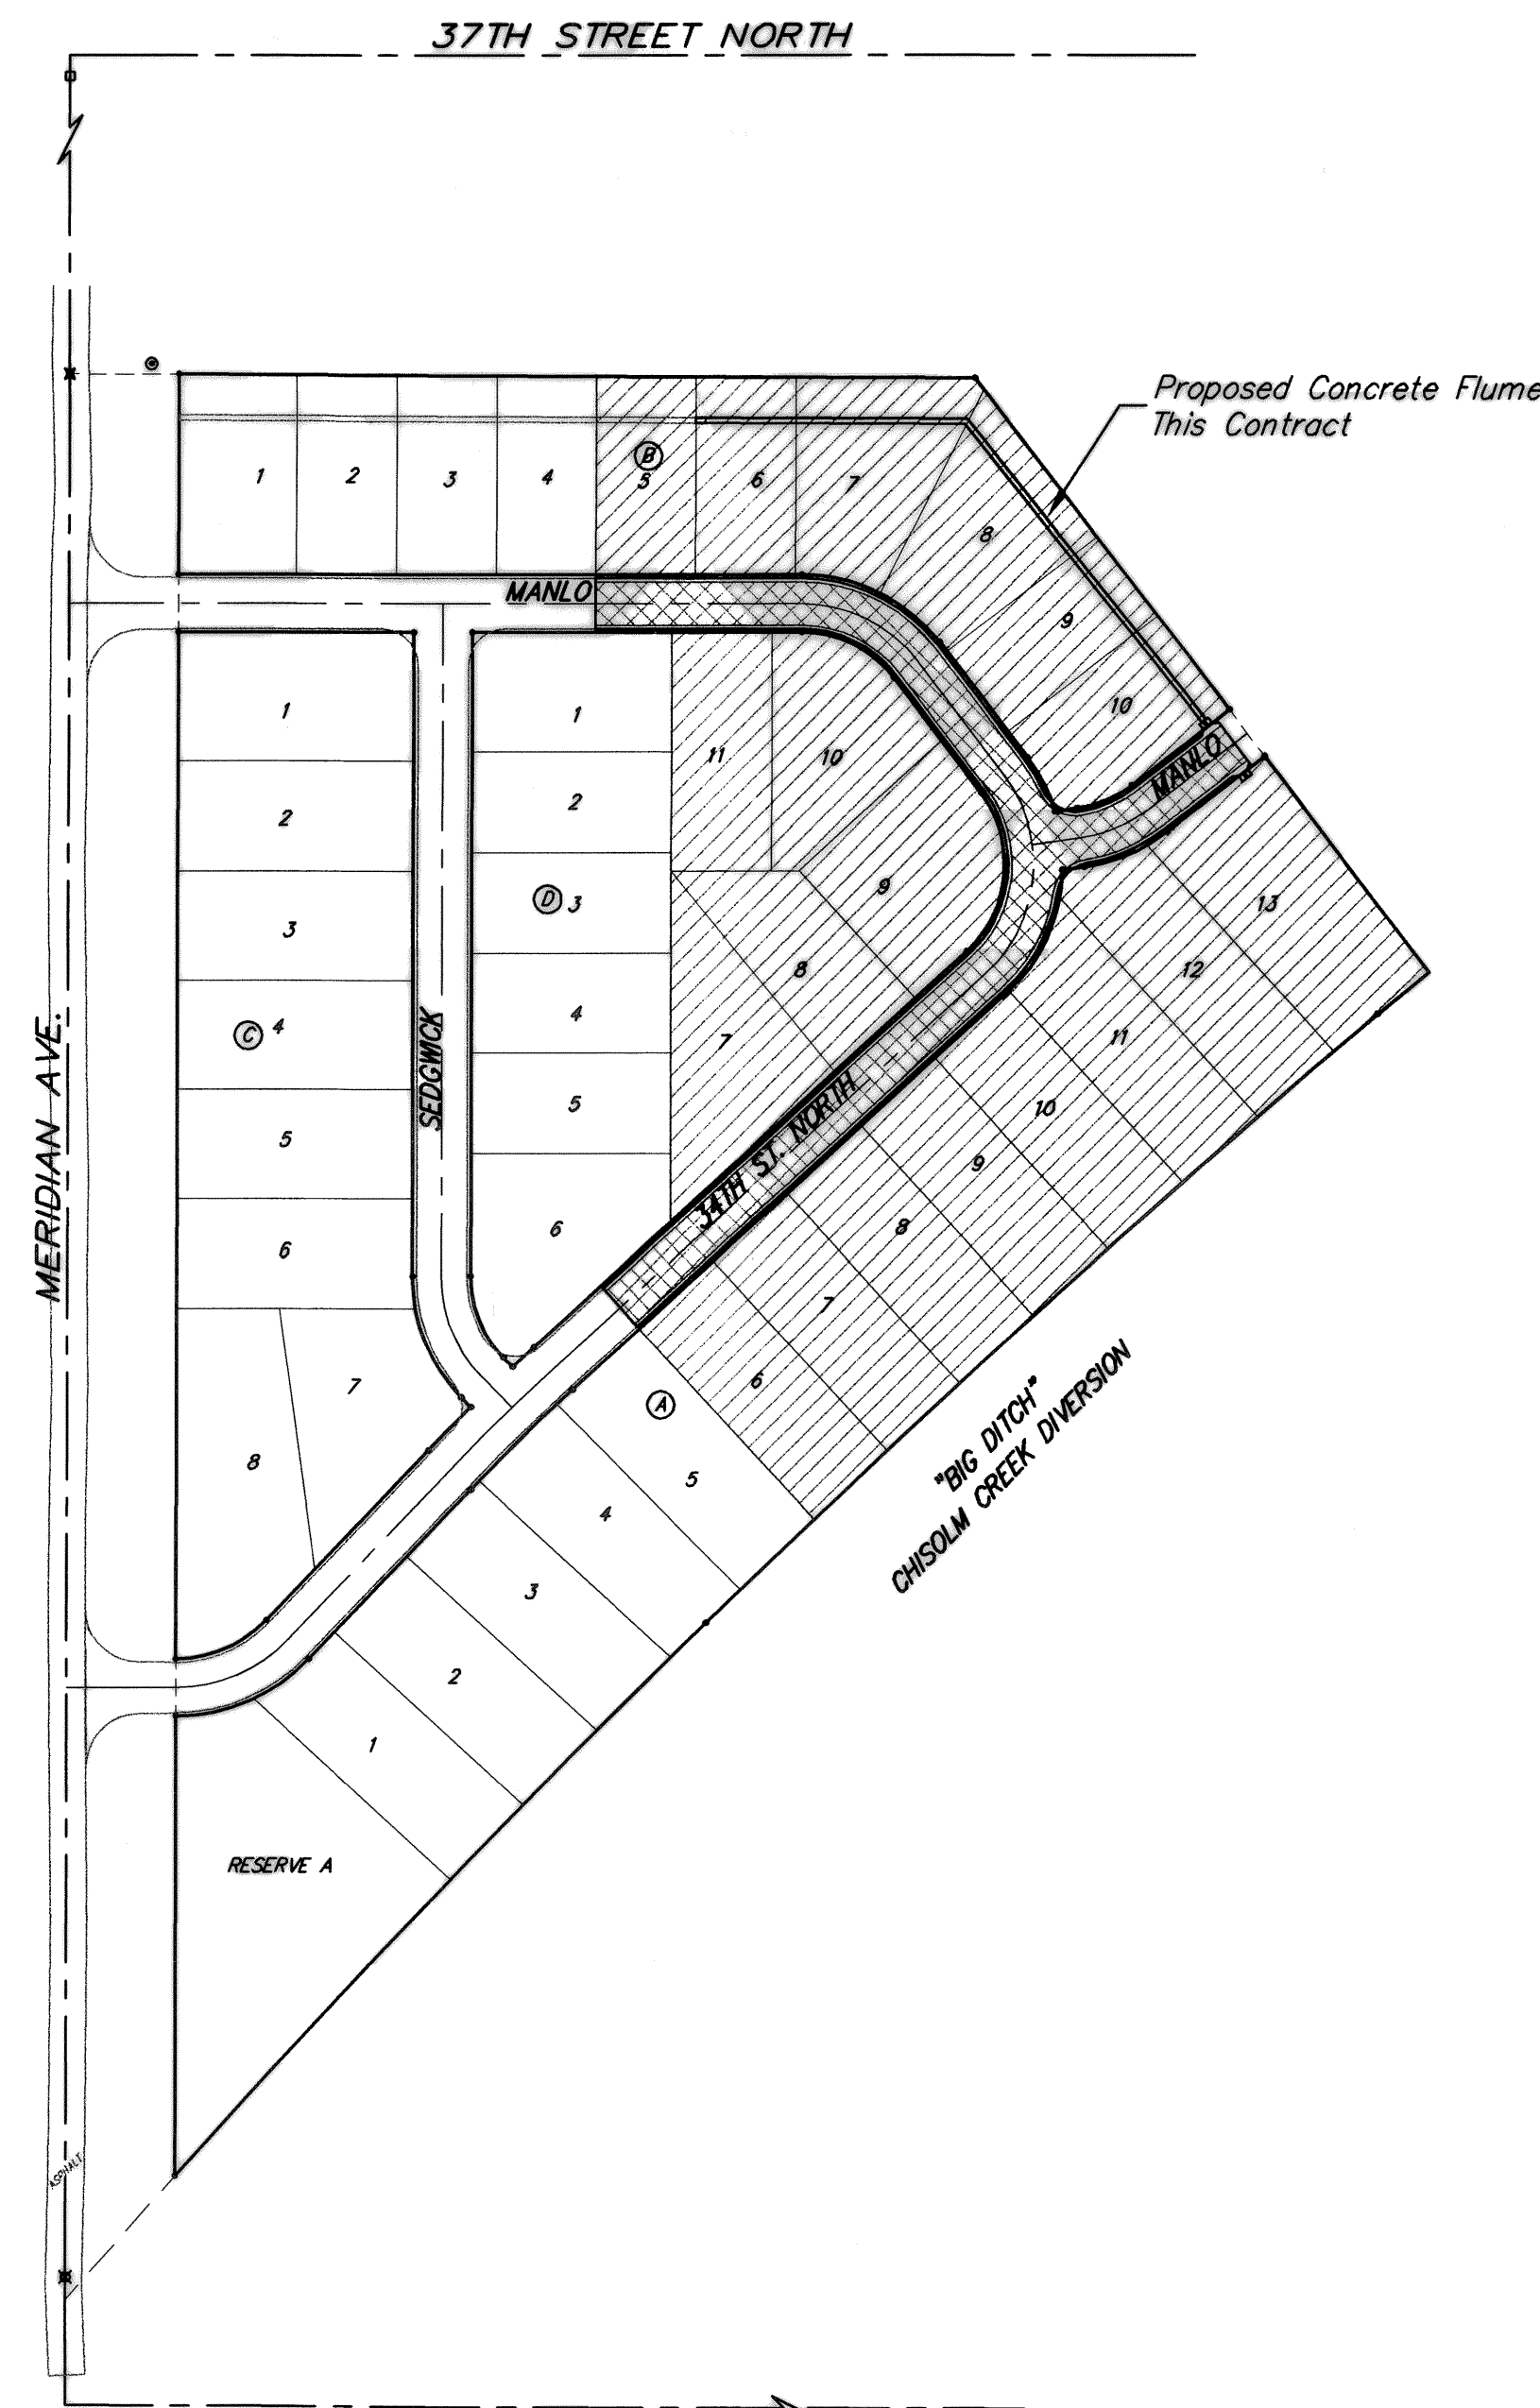 37TH STREET NORTH
Proposed Concrete Flume
This Contract
B
1 2 3 4 5 6 7
8
9
10
MANLO
MANLO
1
2
3
C 4
5
6
7
8
SEDGWICK
MERIDIAN AVE.
1
2
D 3
4
5
6
7
8
9
10
11
34TH ST. NORTH
A
1
2
3
4
5
6
7
8
9
10
11
12
13
"BIG DITCH"
CHISOLM CREEK DIVERSION
RESERVE A
ASPHALT